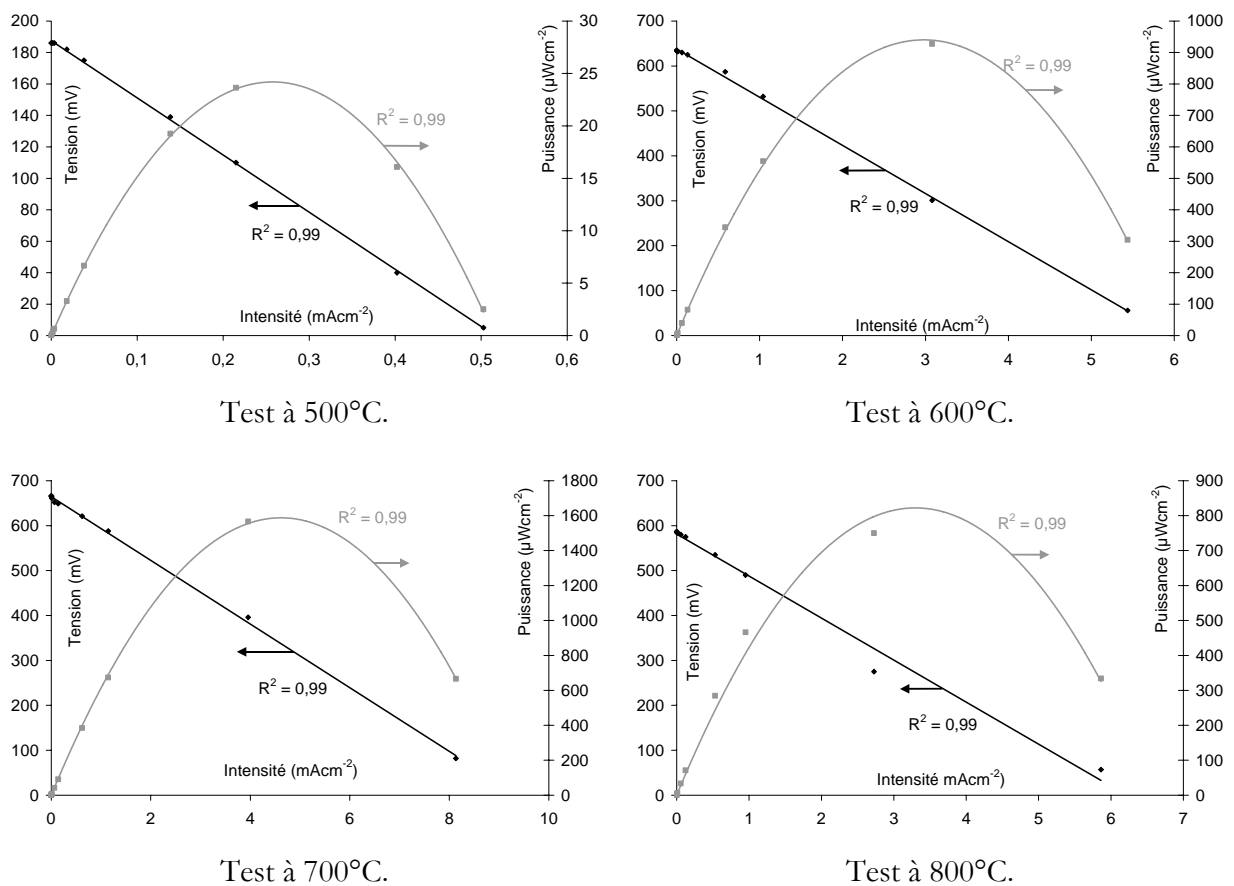 200
180
160
140
120
100
80
60
40
20
0
Tension (mV)
30
25
20
15
10
5
0
Puissance (µWcm-2)
R2 = 0,99
R2 = 0,99
Intensité (mAcm-2)
0 0,1 0,2 0,3 0,4 0,5 0,6
Test à 500°C.
700
600
500
400
300
200
100
0
Tension (mV)
1000
900
800
700
600
500
400
300
200
100
0
Puissance (µWcm-2)
R2 = 0,99
R2 = 0,99
Intensité (mAcm-2)
0 1 2 3 4 5 6
Test à 600°C.
700
600
500
400
300
200
100
0
Tension (mV)
1800
1600
1400
1200
1000
800
600
400
200
0
Puissance (µWcm-2)
R2 = 0,99
R2 = 0,99
Intensité (mAcm-2)
0 2 4 6 8 10
Test à 700°C.
700
600
500
400
300
200
100
0
Tension (mV)
900
800
700
600
500
400
300
200
100
0
Puissance (µWcm-2)
R2 = 0,99
R2 = 0,99
Intensité mAcm-2)
0 1 2 3 4 5 6 7
Test à 800°C.